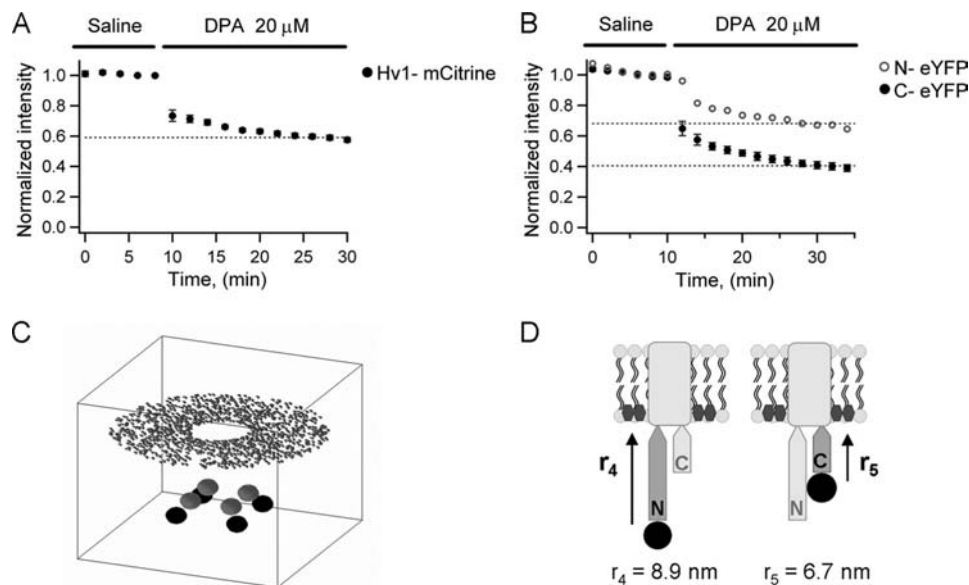 A
Saline
DPA 20 µM
Normalized intensity
1.0
0.8
0.6
0.4
0.2
0.0
0
5
10
15
20
25
30
Time, (min)
Hv1- mCitrine
B
Saline
DPA 20 µM
Normalized intensity
1.0
0.8
0.6
0.4
0.2
0.0
0
10
20
30
Time, (min)
N- eYFP
C- eYFP
C
D
r4
N
C
r4 = 8.9 nm
N
C
r5
r5 = 6.7 nm